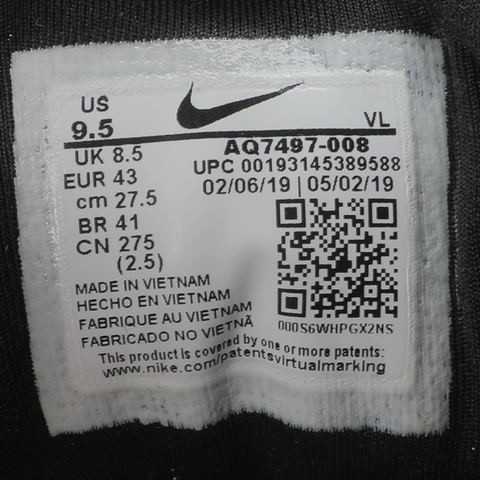 US
9.5
VL
UK 8.5
AQ7497-008
EUR 43
UPC 00193145389588
cm 27.5
02/06/19 | 05/02/19
BR 41
CN 275
(2.5)
MADE IN VIETNAM
HECHO EN VIETNAM
FABRIQUE AU VIETNAM
FABRICADO NO VIETNÃ
000S6WHPGX2NS
This product is covered by one or more patents:
www.nike.com/patentsvirtualmarking